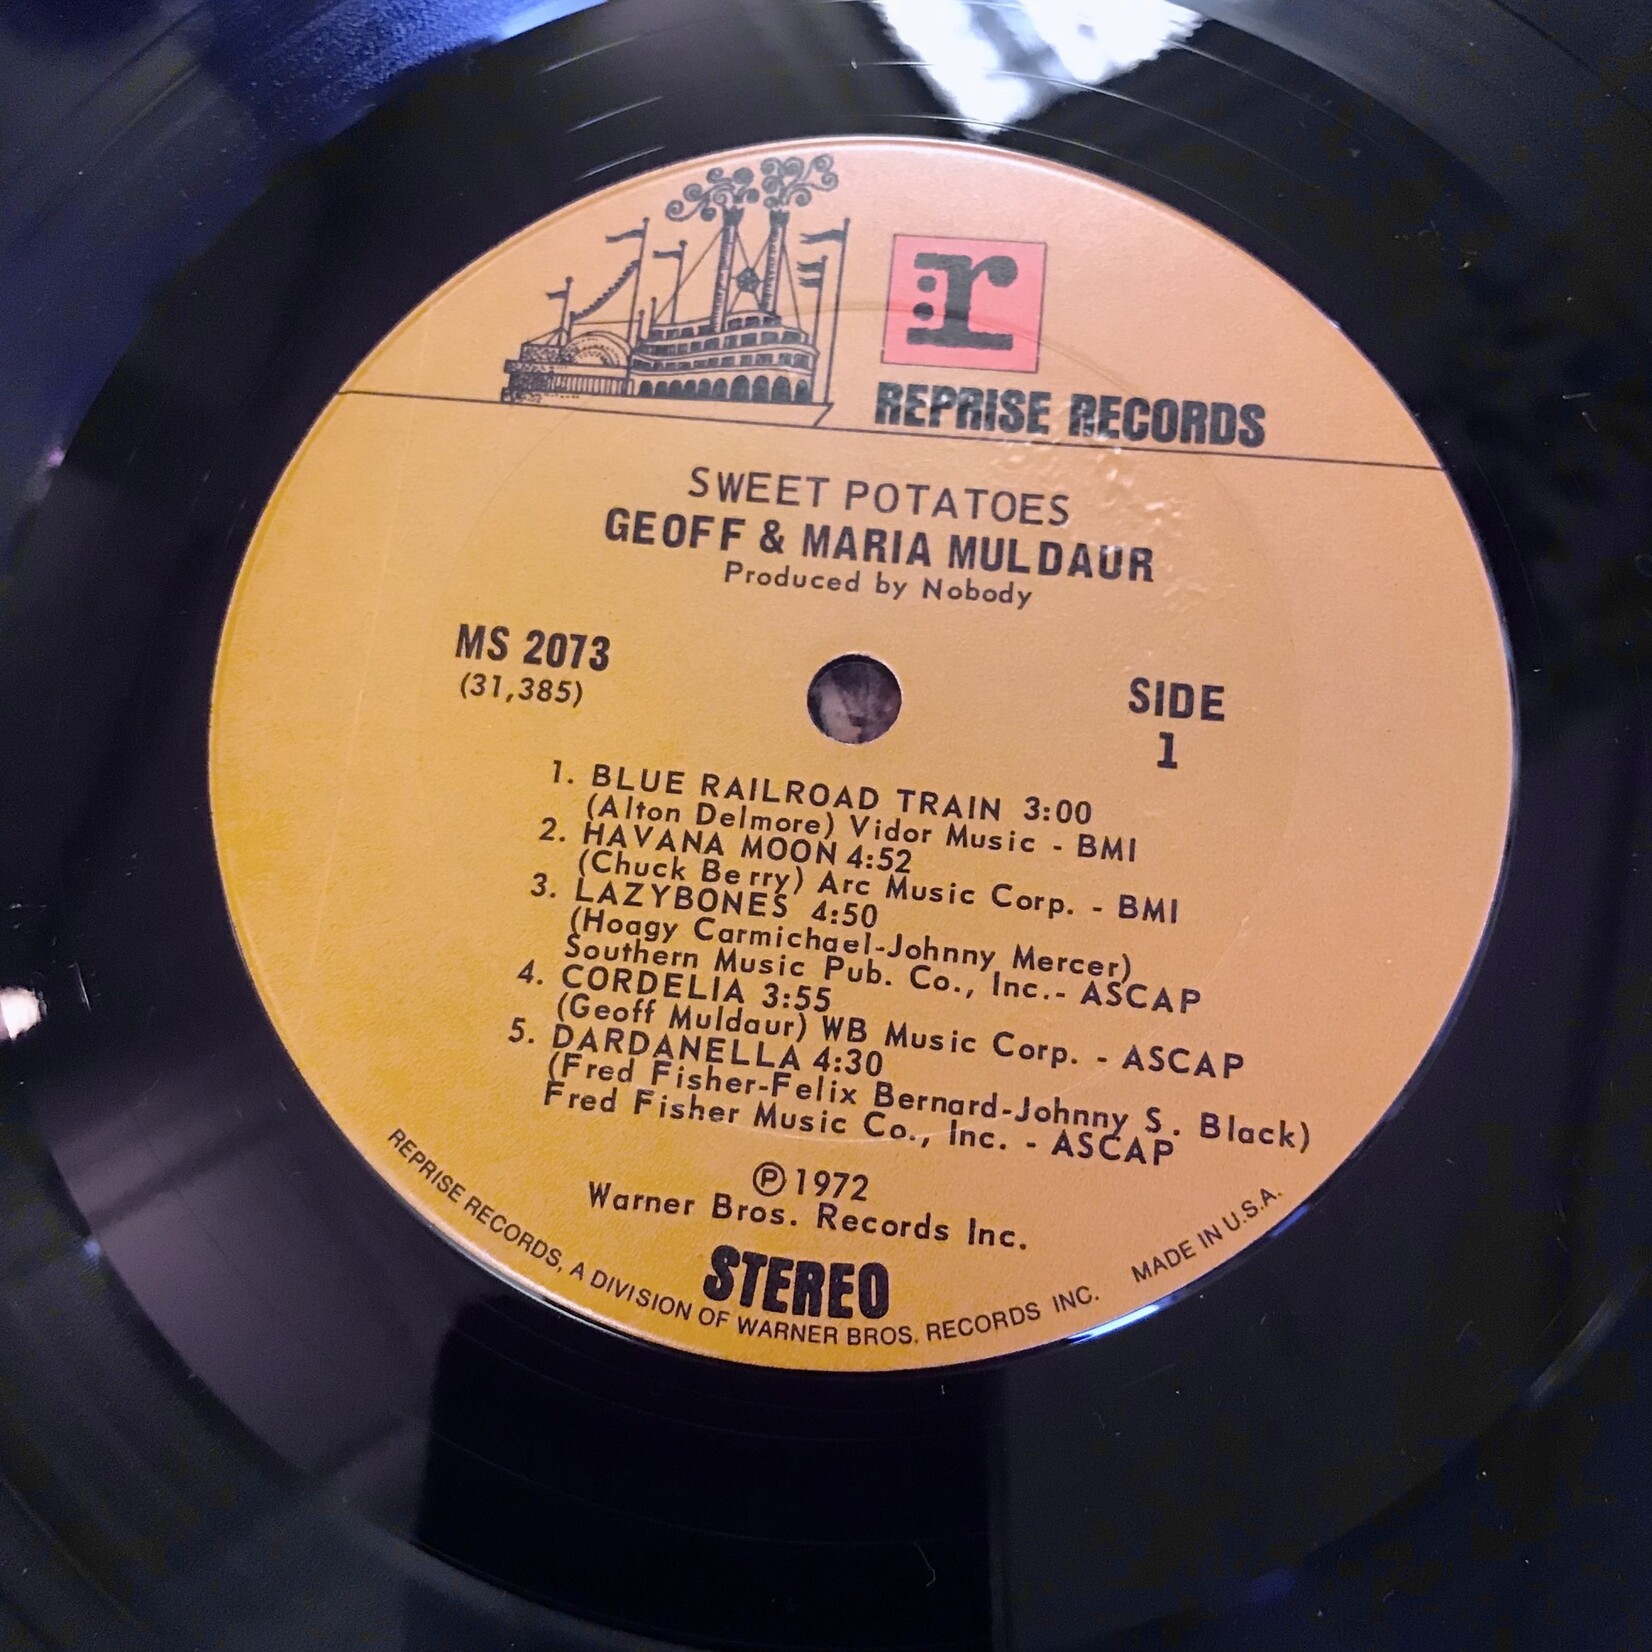 :r
REPRISE RECORDS
SWEET POTATOES
GEOFF & MARIA MULDAUR
Produced by Nobody
MS 2073
(31,385)
SIDE
1
1. BLUE RAILROAD TRAIN 3:00
(Alton Delmore) Vidor Music - BMI
2. HAVANA MOON 4:52
(Chuck Berry) Arc Music Corp. - BMI
3. LAZYBONES 4:50
(Hoagy Carmichael-Johnny Mercer)
Southern Music Pub. Co., Inc.- ASCAP
4. CORDELIA 3:55
(Geoff Muldaur) WB Music Corp. - ASCAP
5. DARDANELLA 4:30
(Fred Fisher-Felix Bernard-Johnny S. Black)
Fred Fisher Music Co., Inc. - ASCAP
℗ 1972
Warner Bros. Records Inc.
STEREO
REPRISE RECORDS, A DIVISION OF WARNER BROS. RECORDS INC. MADE IN U.S.A.